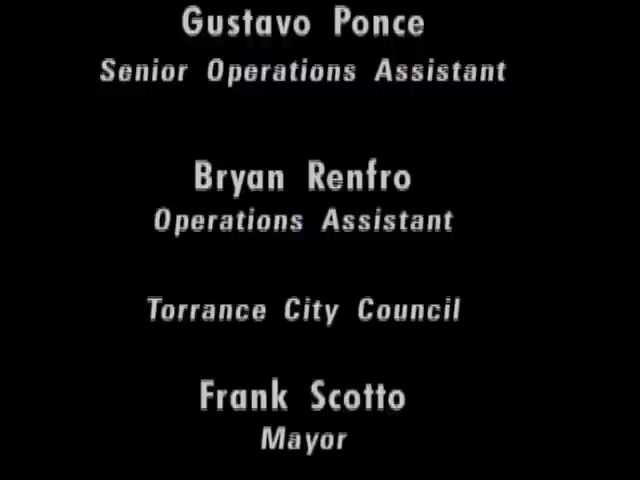 Gustavo Ponce
Senior Operations Assistant
Bryan Renfro
Operations Assistant
Torrance City Council
Frank Scotto
Mayor